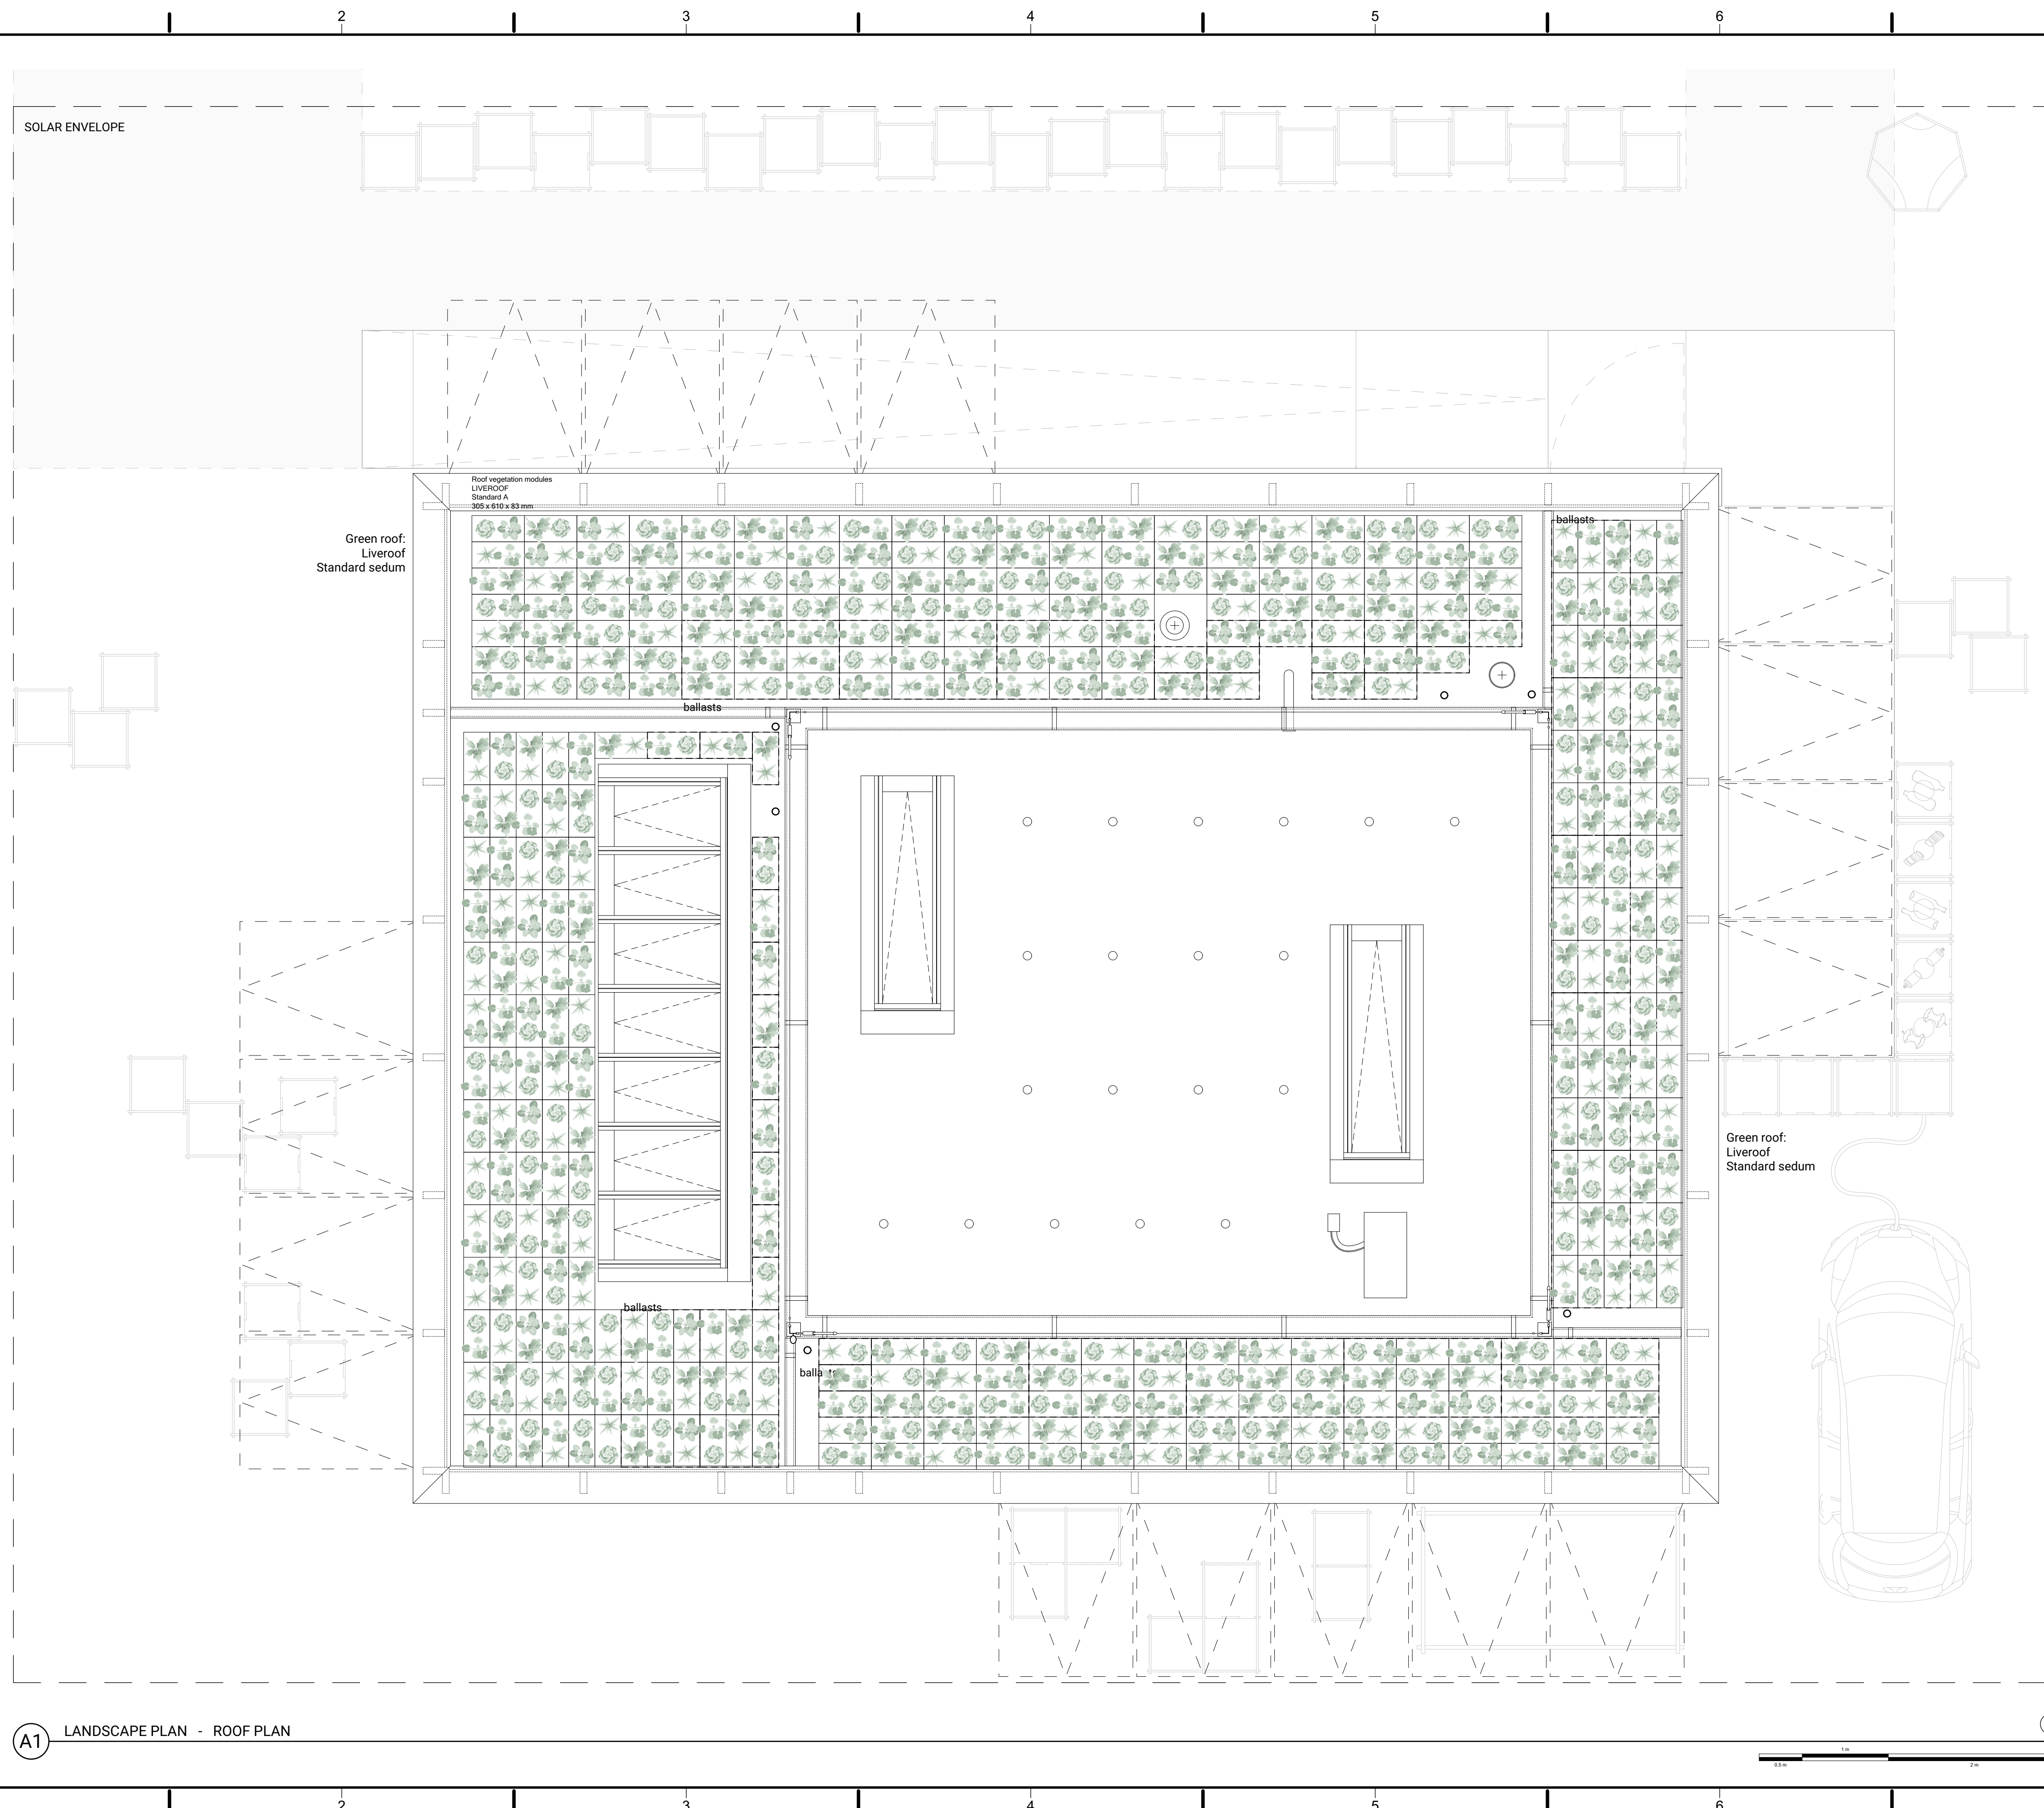 2 3 4 5 6
SOLAR ENVELOPE
Roof vegetation modules
LIVEROOF
Standard A
305 x 610 x 83 mm
ballasts
Green roof:
Liveroof
Standard sedum
ballasts
Green roof:
Liveroof
Standard sedum
ballasts
A1 LANDSCAPE PLAN - ROOF PLAN
1 m
0.5 m 2 m
2 3 4 5 6